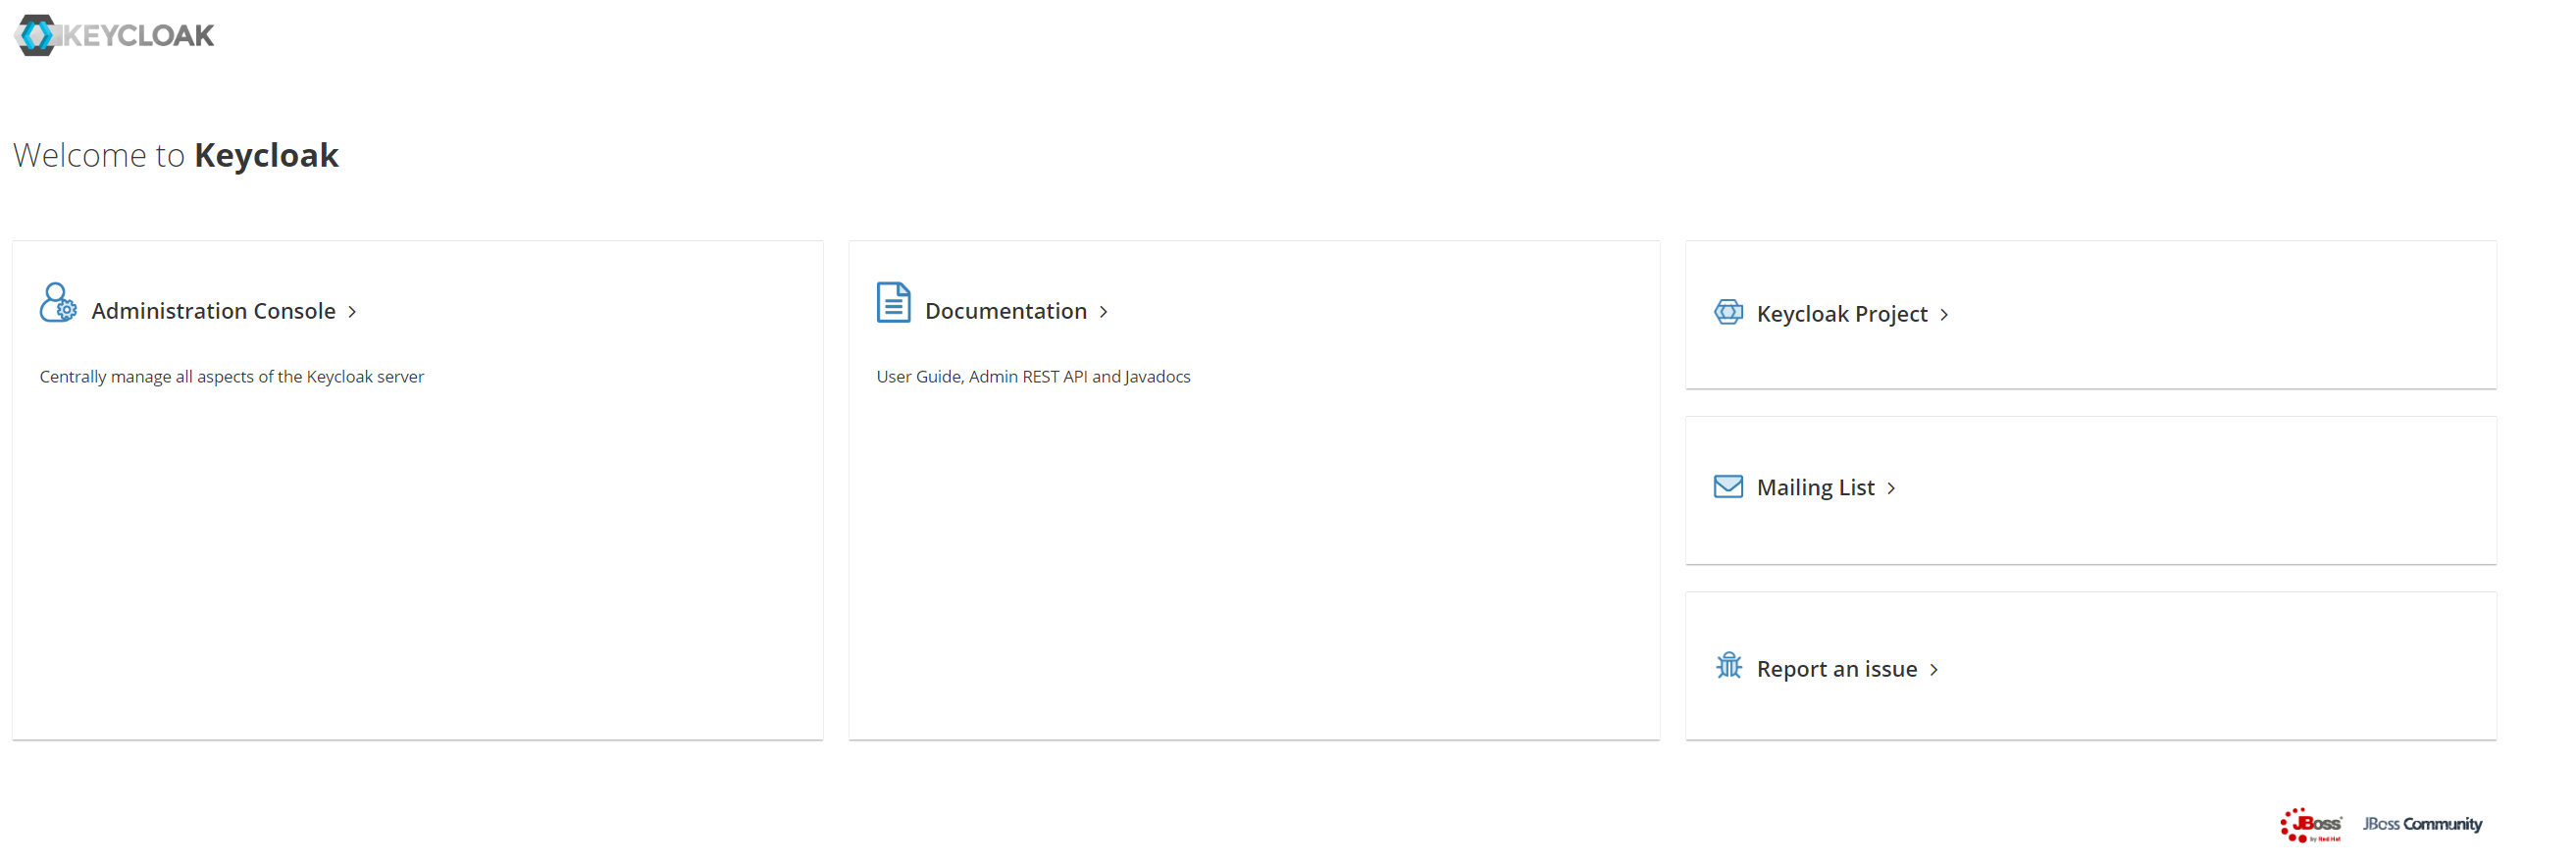 KEYCLOAK
Welcome to Keycloak
Administration Console
Centrally manage all aspects of the Keycloak server
Documentation
User Guide, Admin REST API and Javadocs
Keycloak Project
Mailing List
Report an issue
JBoss by Red Hat
JBoss Community